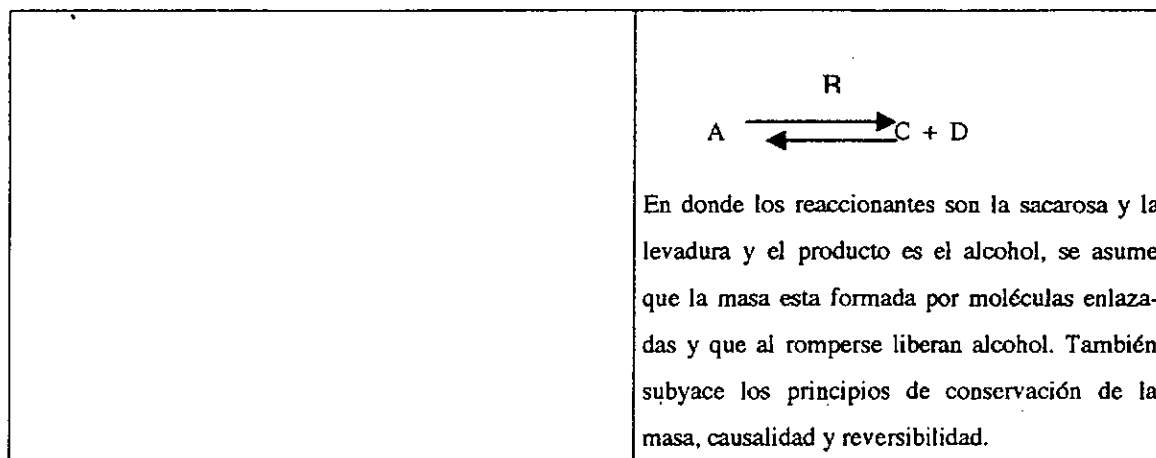 B
A C + D
En donde los reaccionantes son la sacarosa y la
levadura y el producto es el alcohol, se asume
que la masa esta formada por moléculas enlaza-
das y que al romperse liberan alcohol. También
subyace los principios de conservación de la
masa, causalidad y reversibilidad.